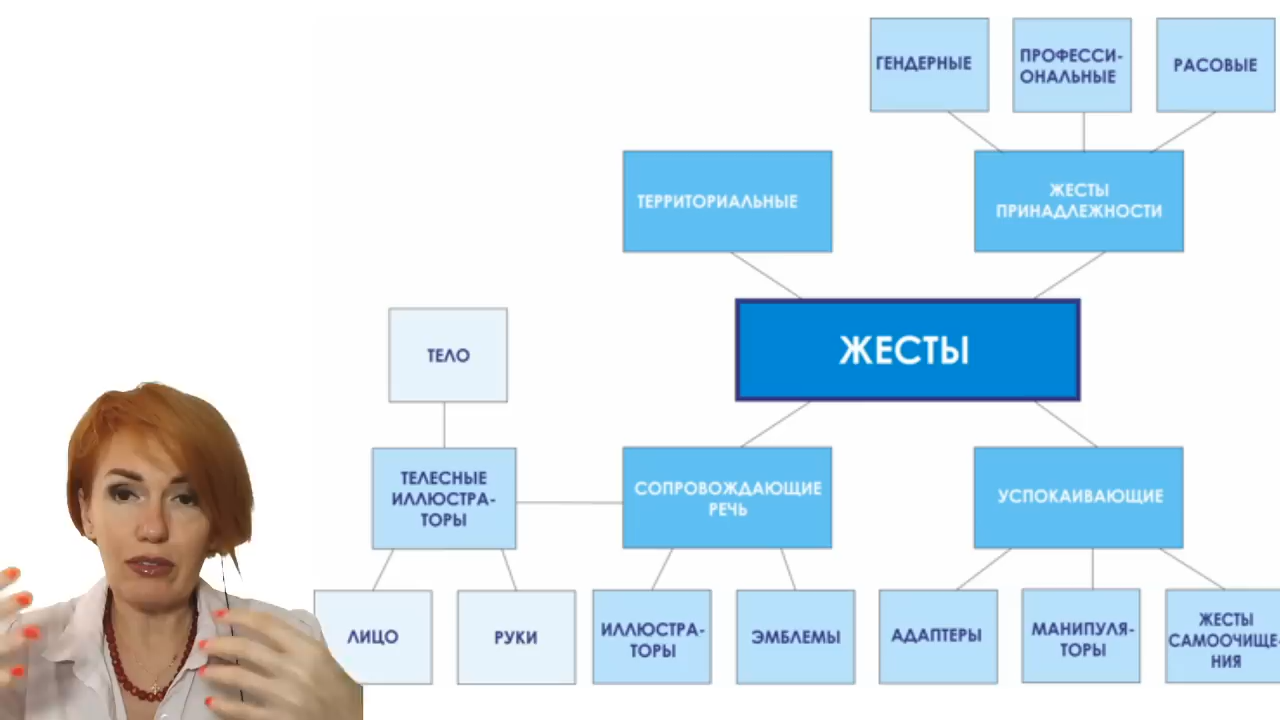 ГЕНДЕРНЫЕ
ПРОФЕССИ-
ОНАЛЬНЫЕ
РАСОВЫЕ
ТЕРРИТОРИАЛЬНЫЕ
ЖЕСТЫ
ПРИНАДЛЕЖНОСТИ
ЖЕСТЫ
ТЕЛО
ТЕЛЕСНЫЕ
ИЛЛЮСТРА-
ТОРЫ
СОПРОВОЖДАЮЩИЕ
РЕЧЬ
УСПОКАИВАЮЩИЕ
ЛИЦО
РУКИ
ИЛЛЮСТРА-
ТОРЫ
ЭМБЛЕМЫ
АДАПТЕРЫ
МАНИПУЛЯ-
ТОРЫ
ЖЕСТЫ
САМООЧИЩЕ-
НИЯ